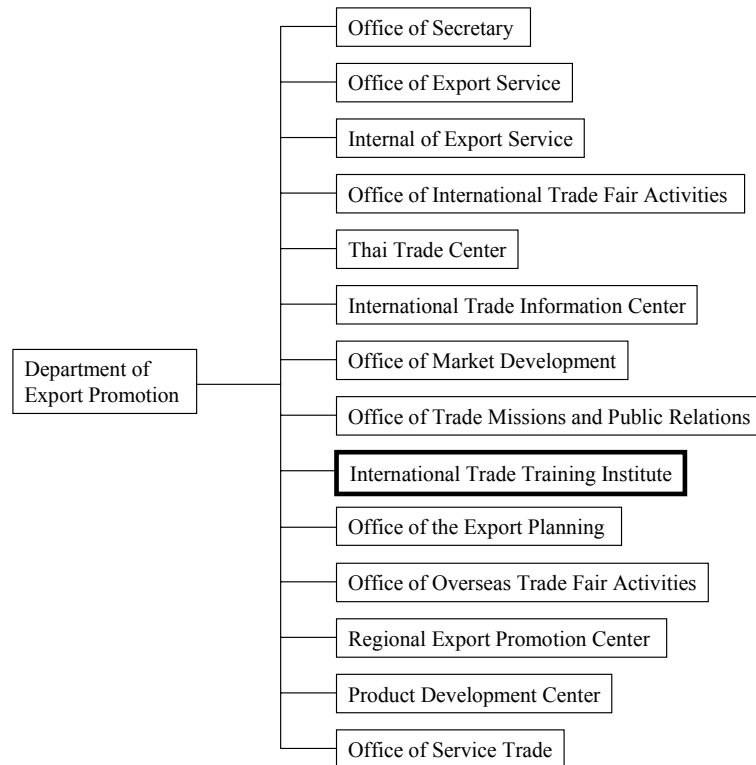 Office of Secretary
Office of Export Service
Internal of Export Service
Office of International Trade Fair Activities
Thai Trade Center
International Trade Information Center
Department of
Export Promotion
Office of Market Development
Office of Trade Missions and Public Relations
International Trade Training Institute
Office of the Export Planning
Office of Overseas Trade Fair Activities
Regional Export Promotion Center
Product Development Center
Office of Service Trade